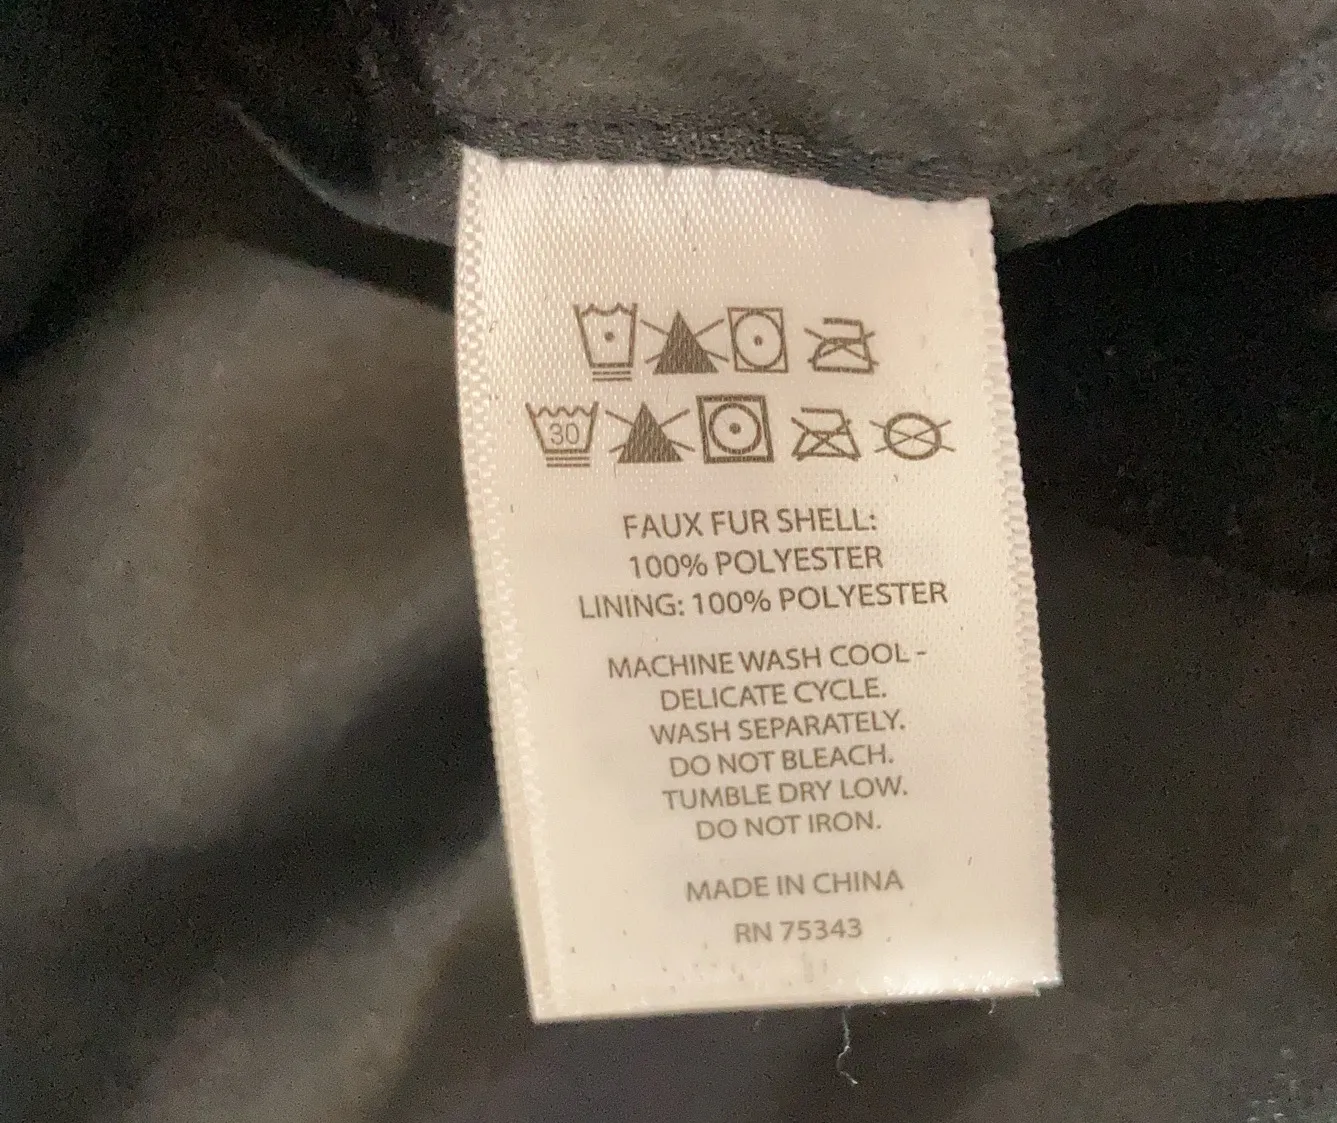 30
FAUX FUR SHELL:
100% POLYESTER
LINING: 100% POLYESTER
MACHINE WASH COOL -
DELICATE CYCLE.
WASH SEPARATELY.
DO NOT BLEACH.
TUMBLE DRY LOW.
DO NOT IRON.
MADE IN CHINA
RN 75343